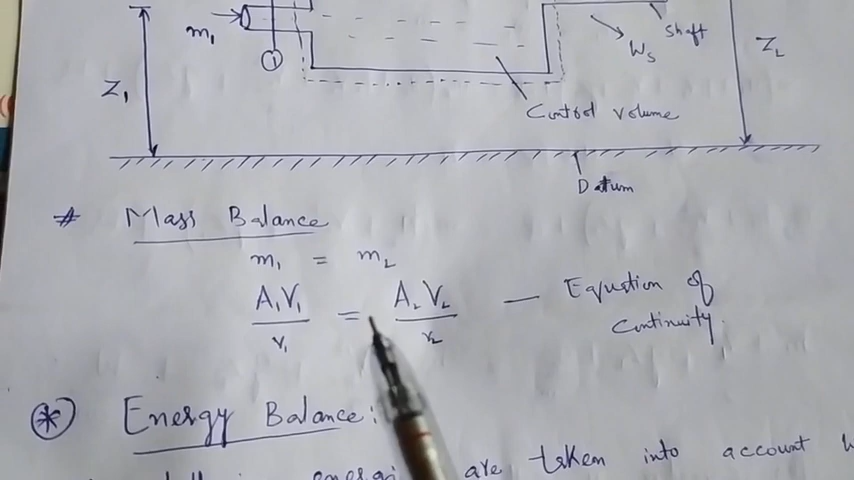 m₁
①
Z₁
Shaft
Wₛ
Z₂
Control volume
Datum
# Mass Balance
m₁ = m₂
A₁V₁ / v₁ = A₂V₂ / v₂ — Equation of Continuity
* Energy Balance:
are taken into account